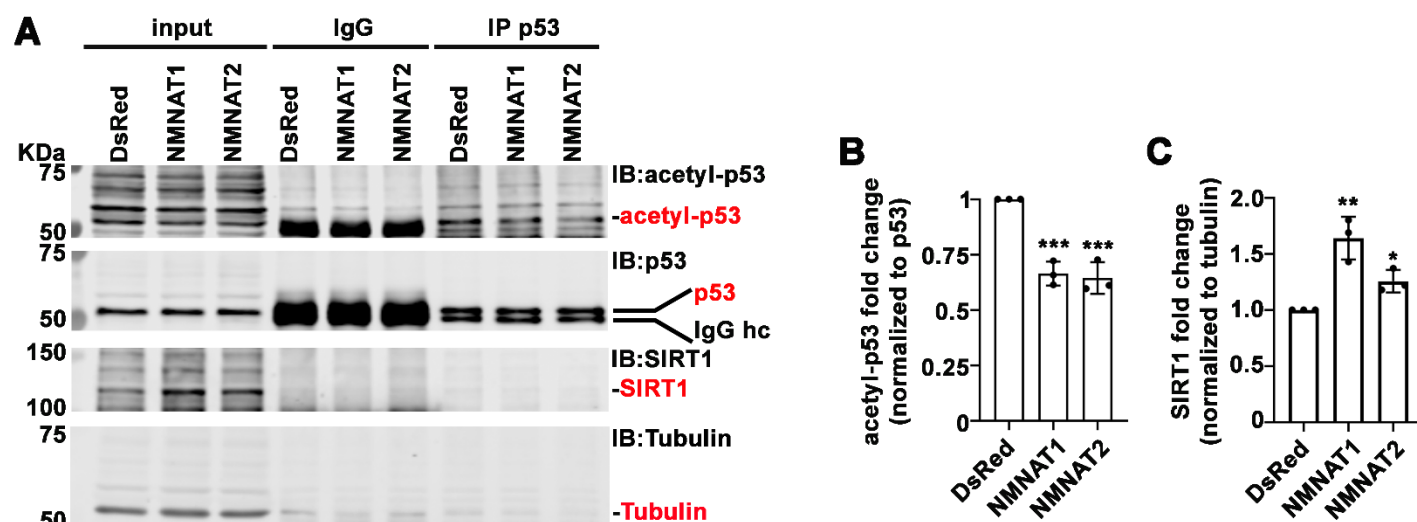 A
input IgG IP p53
DsRed NMNAT1 NMNAT2 DsRed NMNAT1 NMNAT2 DsRed NMNAT1 NMNAT2
KDa
75
IB:acetyl-p53
-acetyl-p53
50
75
IB:p53
p53
50
IgG hc
150
IB:SIRT1
-SIRT1
100
75
IB:Tubulin
-Tubulin
50
B
acetyl-p53 fold change
(normalized to p53)
1
0.75
0.5
0.25
0
*** ***
DsRed NMNAT1 NMNAT2
C
SIRT1 fold change
(normalized to tubulin)
2.0
1.5
1.0
0.5
0
** *
DsRed NMNAT1 NMNAT2